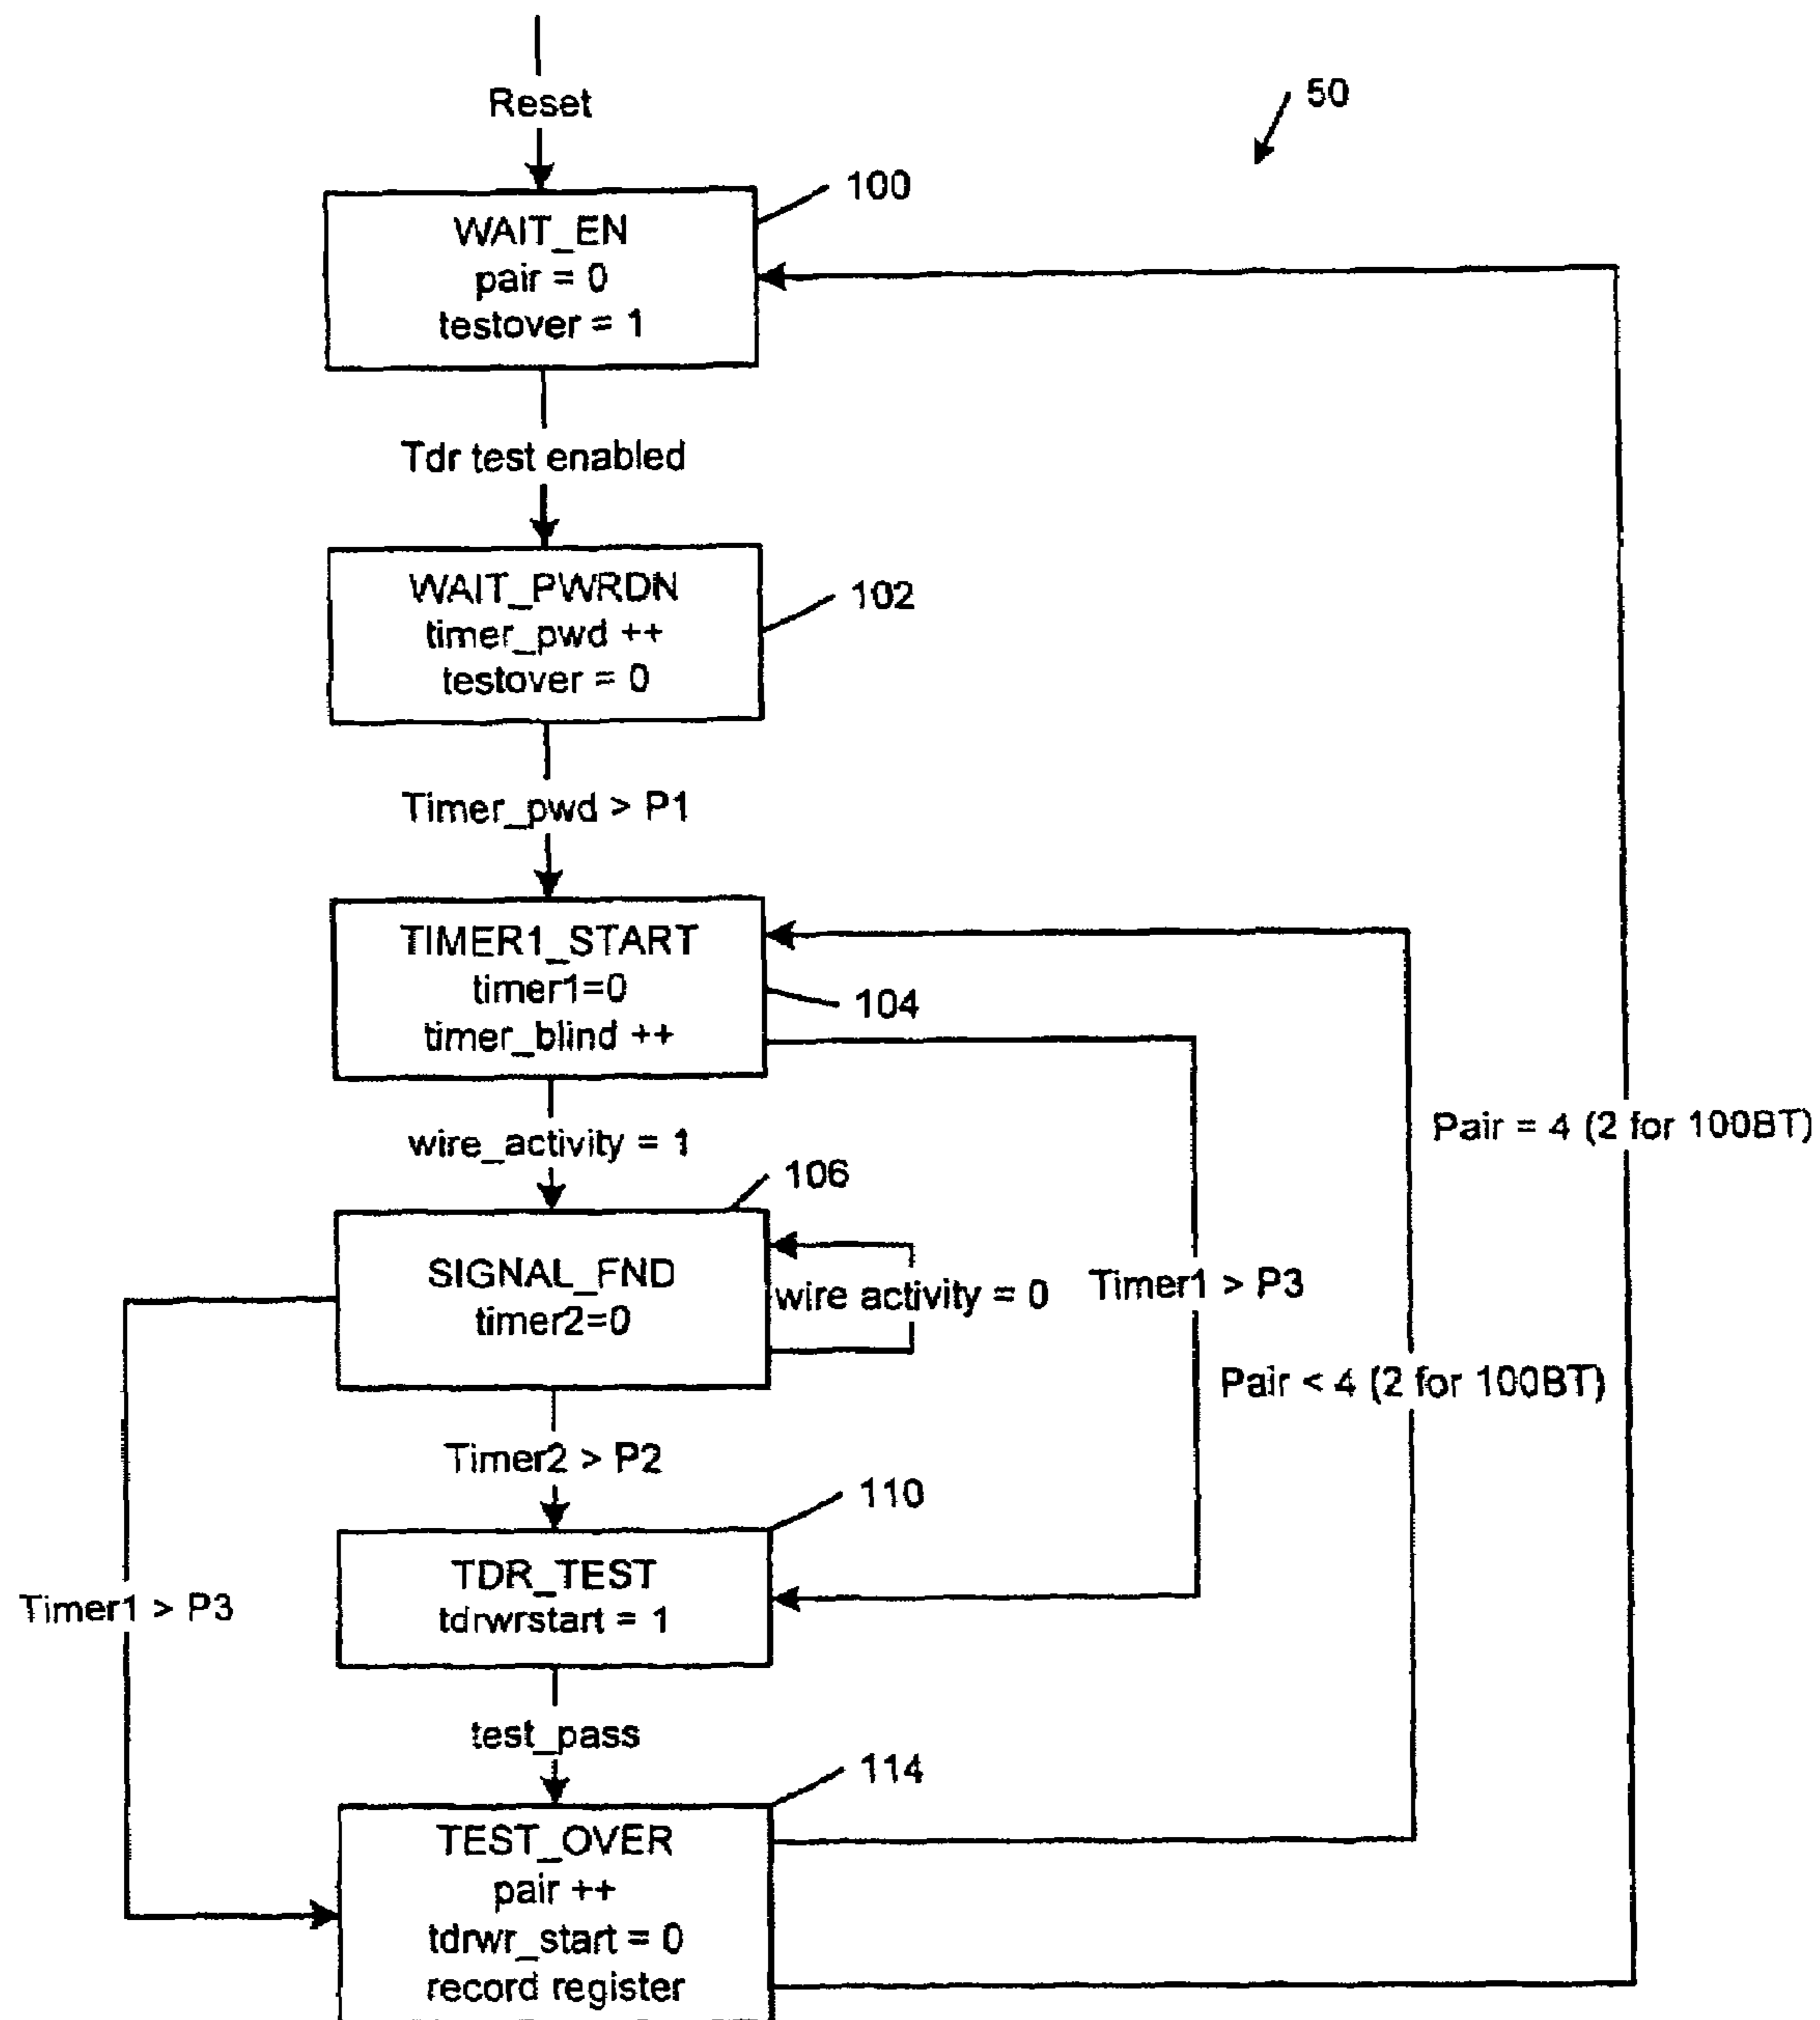 Reset
50
100
WAIT_EN
pair = 0
testover = 1
Tdr test enabled
102
WAIT_PWRDN
timer_pwd ++
testover = 0
Timer_pwd > P1
TIMER1_START
timer1=0
timer_blind ++
104
wire_activity = 1
Pair = 4 (2 for 100BT)
106
SIGNAL_FND
timer2=0
wire activity = 0
Timer1 > P3
Pair < 4 (2 for 100BT)
Timer2 > P2
110
TDR_TEST
tdrwrstart = 1
Timer1 > P3
test_pass
114
TEST_OVER
pair ++
tdrwr_start = 0
record register